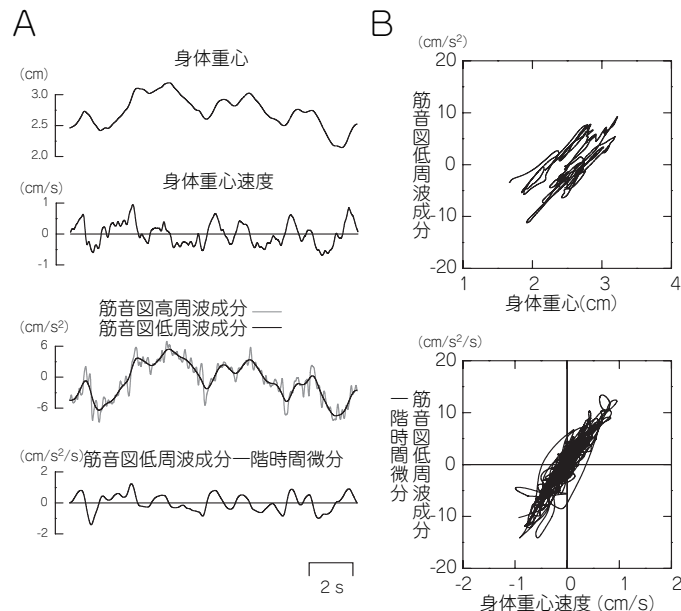 A
身体重心
(cm)
3.0
2.5
2.0
身体重心速度
(cm/s)
1
0
-1
筋音図高周波成分
(cm/s²)
筋音図低周波成分
6
0
-6
(cm/s²/s)
筋音図低周波成分一階時間微分
2
0
-2
2 s
B
(cm/s²)
筋音図低周波成分
20
10
0
-10
-20
1
2
3
4
身体重心(cm)
(cm/s²/s)
筋音図低周波成分
一階時間微分
20
10
0
-10
-20
-2
-1
0
1
2
身体重心速度 (cm/s)